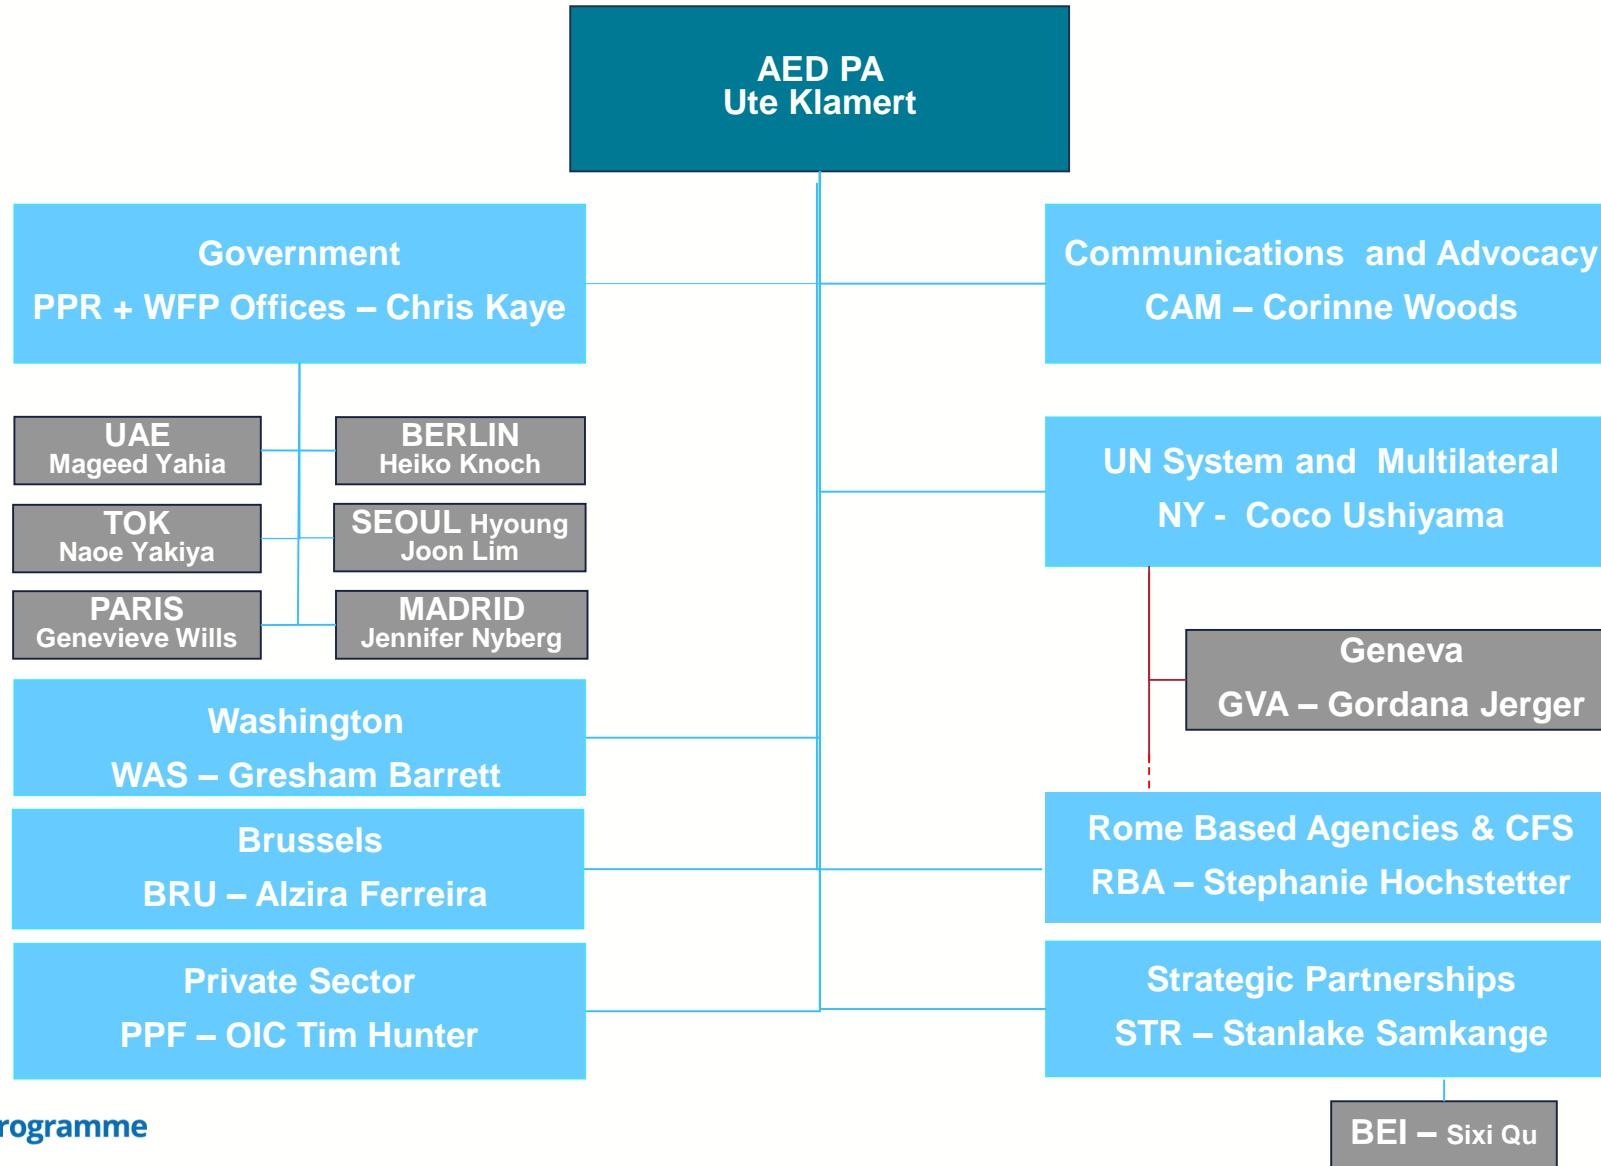 AED PA
Ute Klamert
Government
PPR + WFP Offices – Chris Kaye
UAE
Mageed Yahia
BERLIN
Heiko Knoch
TOK
Naoe Yakiya
SEOUL Hyoung
Joon Lim
PARIS
Genevieve Wills
MADRID
Jennifer Nyberg
Washington
WAS – Gresham Barrett
Brussels
BRU – Alzira Ferreira
Private Sector
PPF – OIC Tim Hunter
Communications and Advocacy
CAM – Corinne Woods
UN System and Multilateral
NY - Coco Ushiyama
Geneva
GVA – Gordana Jerger
Rome Based Agencies & CFS
RBA – Stephanie Hochstetter
Strategic Partnerships
STR – Stanlake Samkange
BEI – Sixi Qu
rogramme